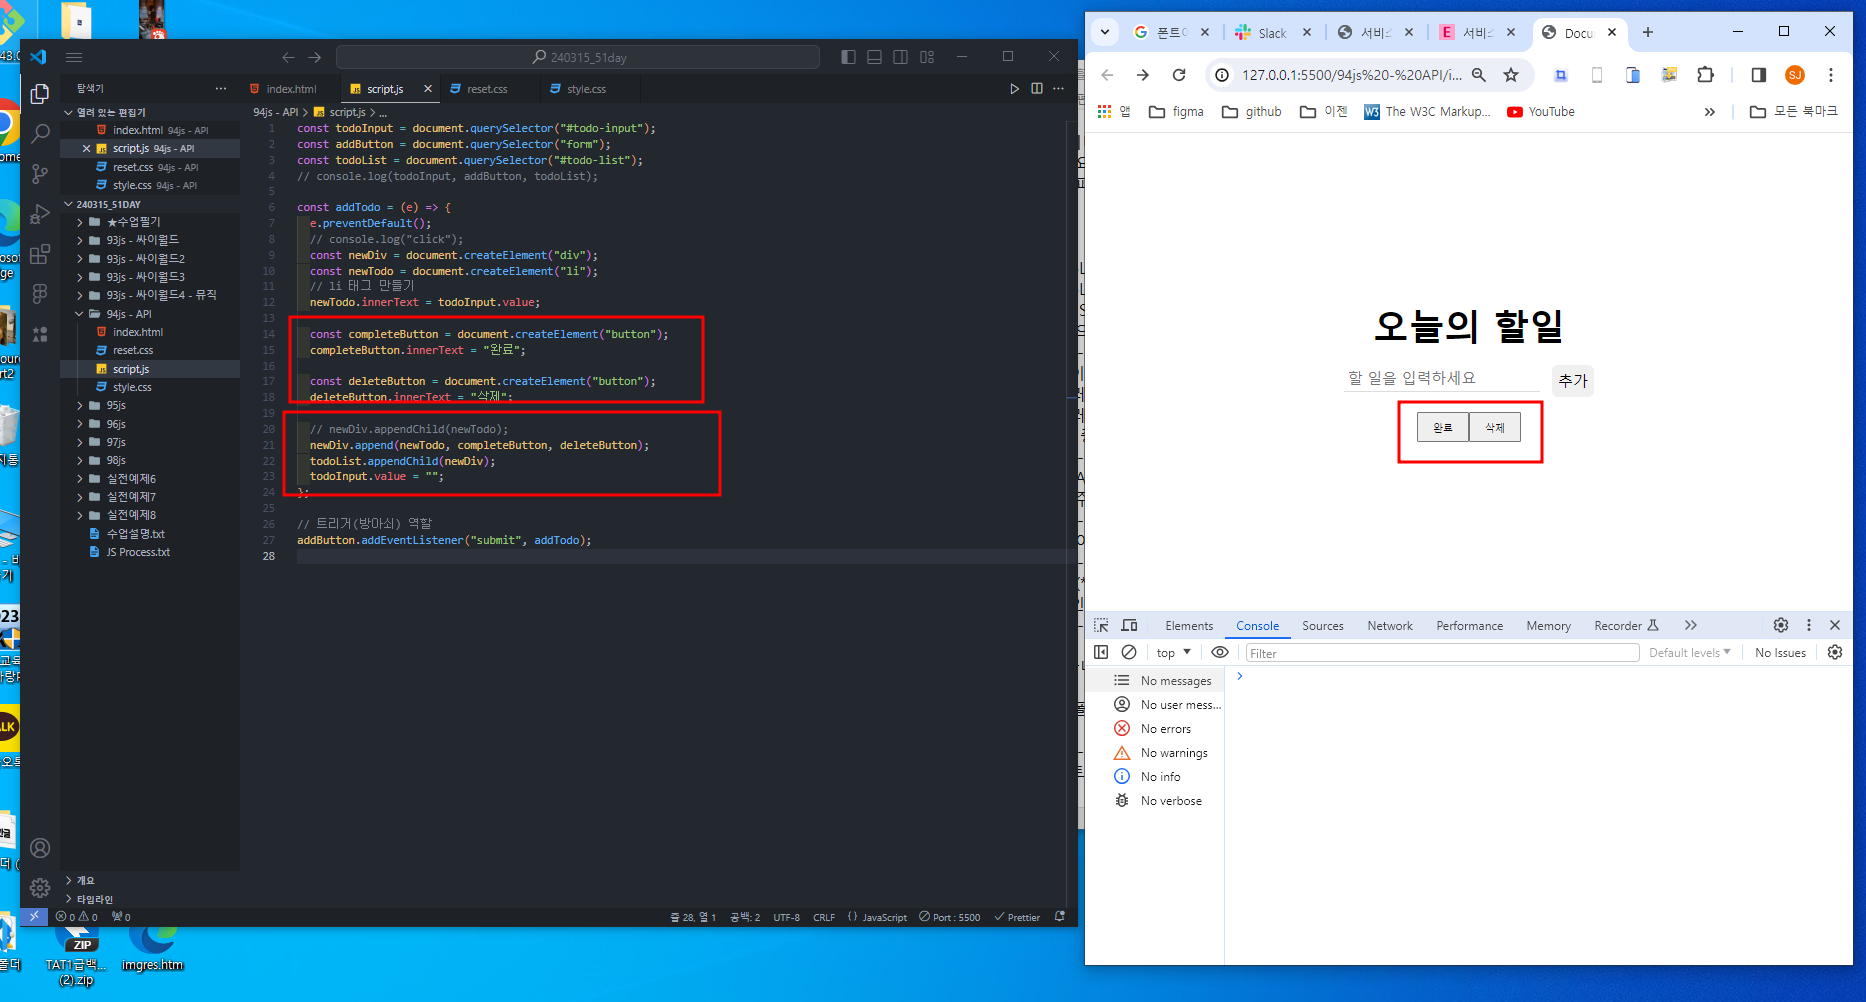 240315_51day
탐색기
열려 있는 편집기
index.html 94js - API
script.js 94js - API
reset.css 94js - API
style.css 94js - API
240315_51DAY
★수업필기
93js - 싸이월드
93js - 싸이월드2
93js - 싸이월드3
93js - 싸이월드4 - 뮤직
94js - API
index.html
reset.css
script.js
style.css
95js
96js
97js
98js
실전예제6
실전예제7
실전예제8
수업설명.txt
JS Process.txt
개요
타임라인
index.html
script.js
reset.css
style.css
94js - API > script.js > ...
1 const todoInput = document.querySelector("#todo-input");
2 const addButton = document.querySelector("form");
3 const todoList = document.querySelector("#todo-list");
4 // console.log(todoInput, addButton, todoList);
5
6 const addTodo = (e) => {
7 e.preventDefault();
8 // console.log("click");
9 const newDiv = document.createElement("div");
10 const newTodo = document.createElement("li");
11 // li 태그 만들기
12 newTodo.innerText = todoInput.value;
13
14 const completeButton = document.createElement("button");
15 completeButton.innerText = "완료";
16
17 const deleteButton = document.createElement("button");
18 deleteButton.innerText = "삭제";
19
20 // newDiv.appendChild(newTodo);
21 newDiv.append(newTodo, completeButton, deleteButton);
22 todoList.appendChild(newDiv);
23 todoInput.value = "";
24 };
25
26 // 트리거(방아쇠) 역할
27 addButton.addEventListener("submit", addTodo);
28
0 0 0
줄 28, 열 1 공백: 2 UTF-8 CRLF {} JavaScript Port : 5500 Prettier
ZIP
TAT1급백...
(2).zip
imgres.htm
Slack
Docu
127.0.0.1:5500/94js%20-%20API/i...
SJ
앱 figma github 이젠 The W3C Markup... YouTube » 모든 북마크
오늘의 할일
할 일을 입력하세요 추가
완료 삭제
Elements Console Sources Network Performance Memory Recorder »
top Filter Default levels No Issues
No messages
No user mess...
No errors
No warnings
No info
No verbose